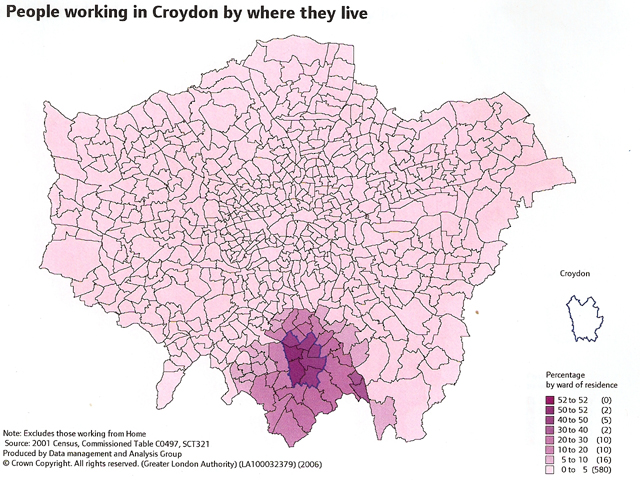 People working in Croydon by where they live
Croydon
Percentage
by ward of residence
52 to 52 (0)
50 to 52 (2)
40 to 50 (5)
30 to 40 (2)
20 to 30 (10)
10 to 20 (10)
5 to 10 (16)
0 to 5 (580)
Note: Excludes those working from Home
Source: 2001 Census, Commissioned Table C0497, SCT321
Produced by Data management and Analysis Group
© Crown Copyright. All rights reserved. (Greater London Authority) (LA100032379) (2006)